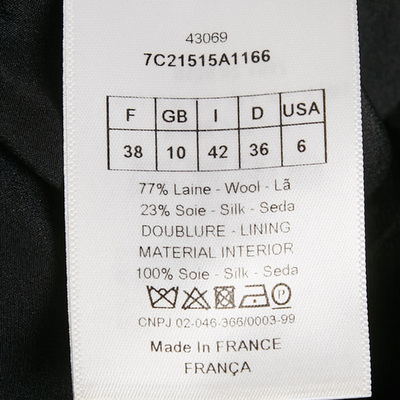 43069
7C21515A1166
F GB I D USA
38 10 42 36 6
77% Laine - Wool - Lã
23% Soie - Silk - Seda
DOUBLURE - LINING
MATERIAL INTERIOR
100% Soie - Silk - Seda
P
CNPJ 02-046-366/0003-99
Made In FRANCE
FRANÇA